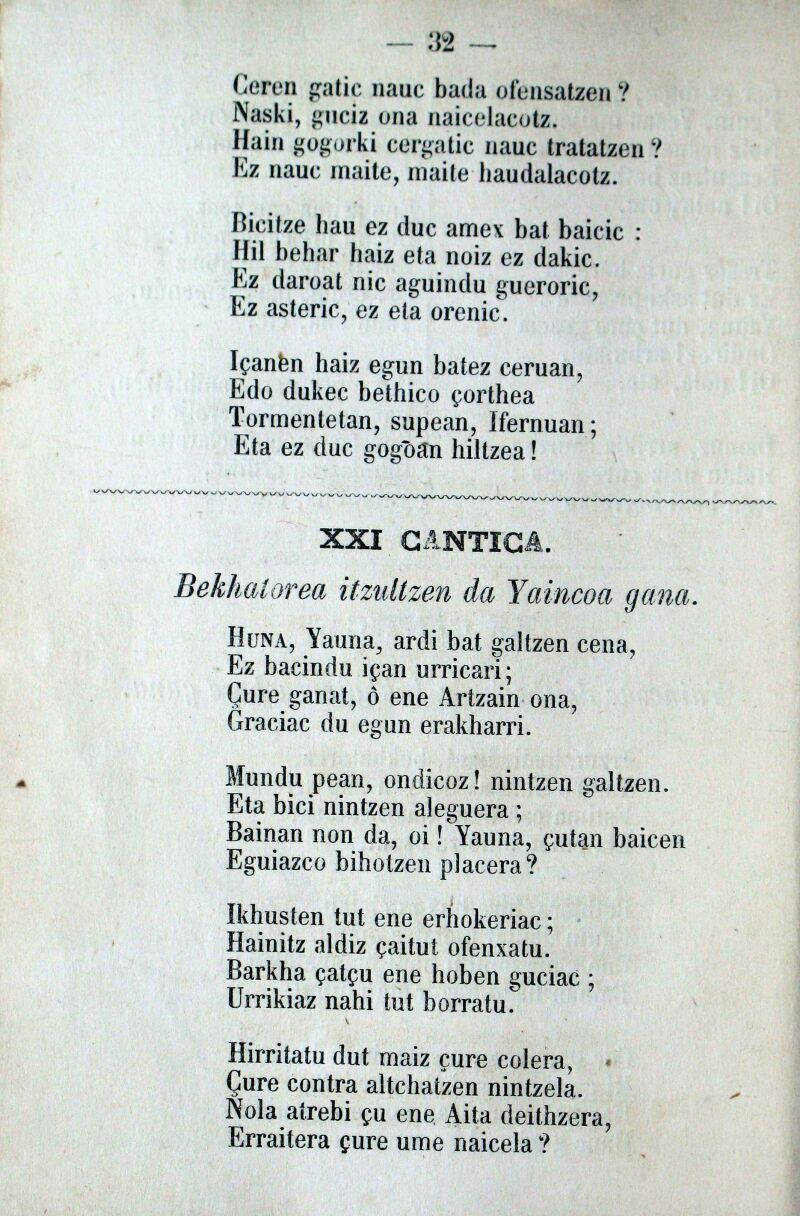 — 32 —
Ceren gatic nauc bada ofensatzen ?
Naski, guciz ona naicelacotz.
Hain gogorki cergatic nauc tratatzen ?
Ez nauc maite, maite haudalacotz.
Bicitze hau ez duc amex bat baicic :
Hil behar haiz eta noiz ez dakic.
Ez daroat nic aguindu gueroric,
Ez asteric, ez eta orenic.
Içanen haiz egun batez ceruan,
Edo dukec bethico çorthea
Tormentetan, supean, Ifernuan ;
Eta ez duc gogoan hiltzea !
XXI CANTICA.
Bekhatorea itzultzen da Yaincoa gana.
HUNA, Yauna, ardi bat galtzen cena,
Ez bacindu içan urricari ;
Çure ganat, ô ene Artzain ona,
Graciac du egun erakharri.
Mundu pean, ondicoz ! nintzen galtzen.
Eta bici nintzen aleguera ;
Bainan non da, oi ! Yauna, çutan baicen
Eguiazco bihotzen placera ?
Ikhusten tut ene erhokeriac ;
Hainitz aldiz çaitut ofenxatu.
Barkha çatçu ene hoben guciac ;
Urrikiaz nahi tut borratu.
Hirritatu dut maiz çure colera,
Çure contra altchatzen nintzela.
Nola atrebi çu ene Aita deithzera,
Erraitera çure ume naicela ?